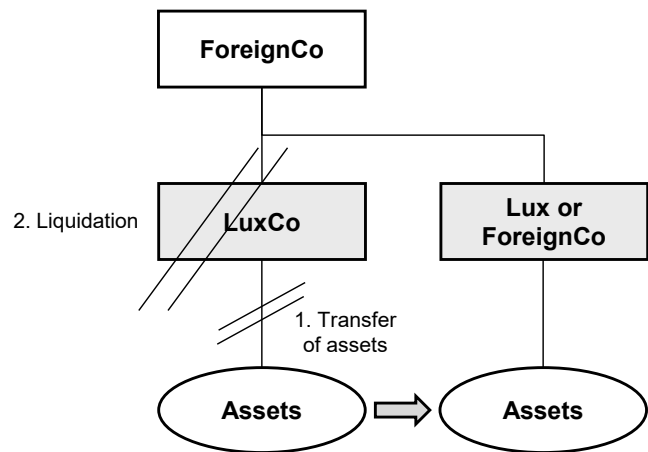 ForeignCo
2. Liquidation
LuxCo
Lux or
ForeignCo
1. Transfer
of assets
Assets
Assets